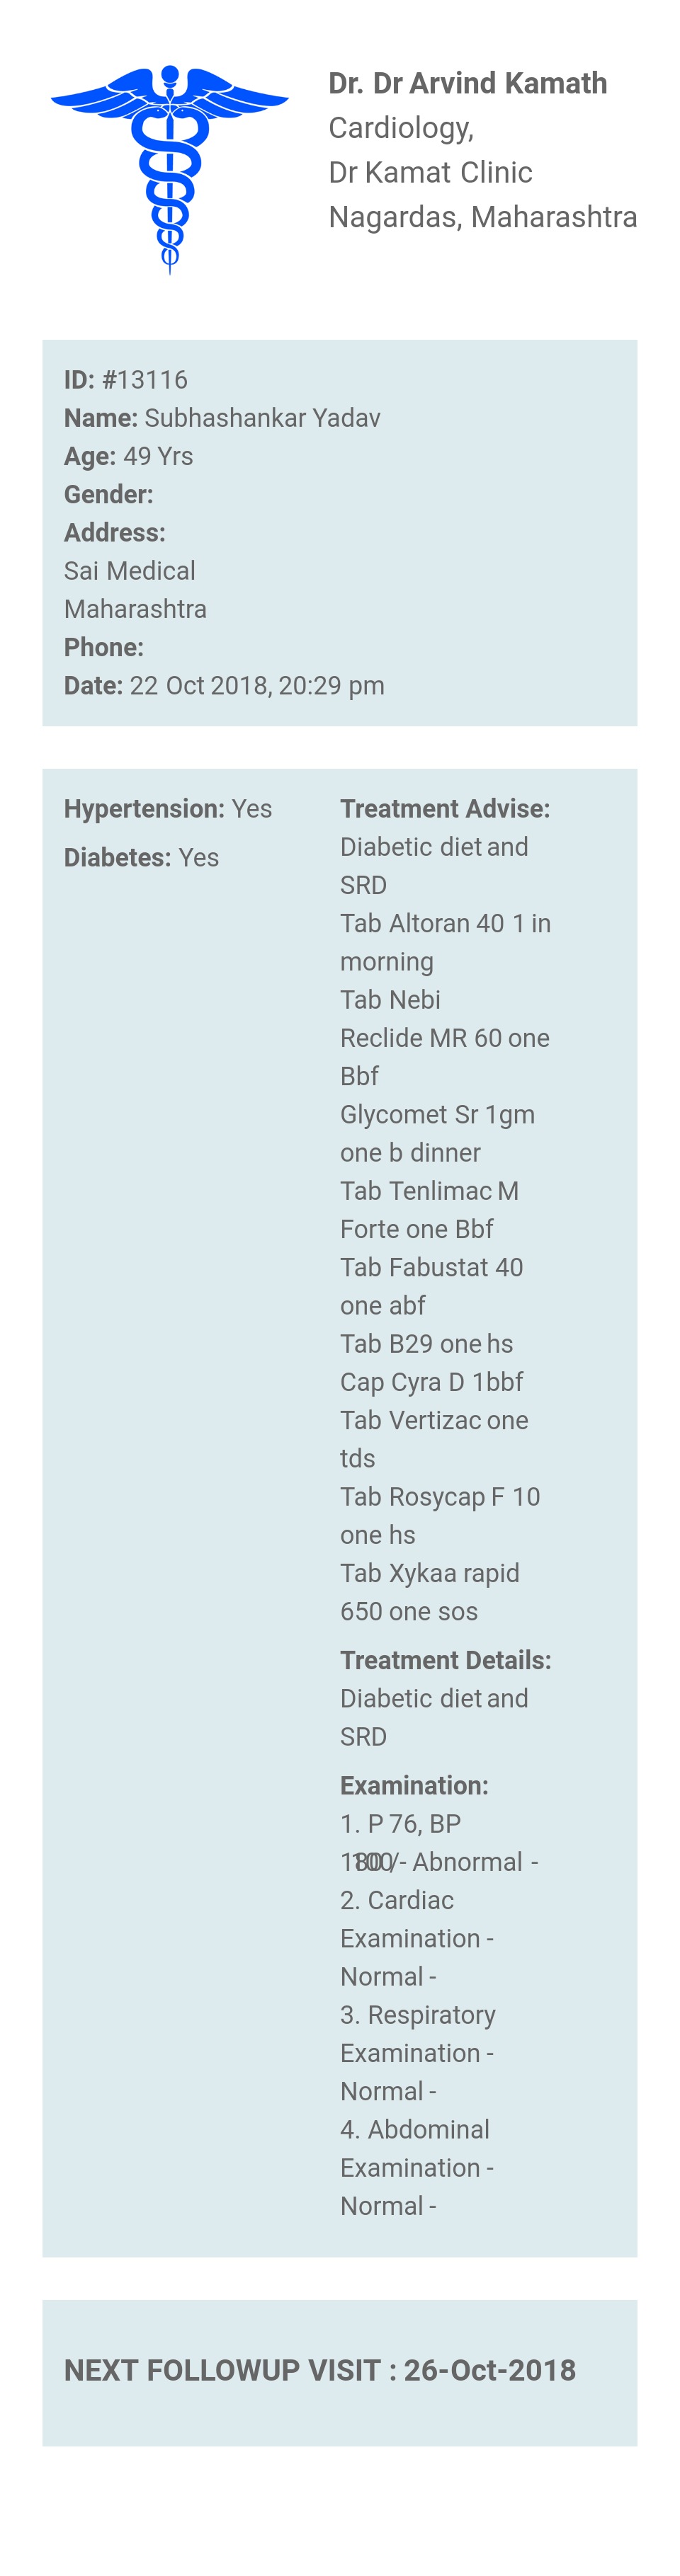 Dr. Dr Arvind Kamath
Cardiology,
Dr Kamat Clinic
Nagardas, Maharashtra
ID: #13116
Name: Subhashankar Yadav
Age: 49 Yrs
Gender:
Address:
Sai Medical
Maharashtra
Phone:
Date: 22 Oct 2018, 20:29 pm
Hypertension: Yes
Diabetes: Yes
Treatment Advise:
Diabetic diet and
SRD
Tab Altoran 40 1 in
morning
Tab Nebi
Reclide MR 60 one
Bbf
Glycomet Sr 1gm
one b dinner
Tab Tenlimac M
Forte one Bbf
Tab Fabustat 40
one abf
Tab B29 one hs
Cap Cyra D 1bbf
Tab Vertizac one
tds
Tab Rosycap F 10
one hs
Tab Xykaa rapid
650 one sos
Treatment Details:
Diabetic diet and
SRD
Examination:
1. P 76, BP
Abnormal -
2. Cardiac
Examination -
Normal -
3. Respiratory
Examination -
Normal -
4. Abdominal
Examination -
Normal -
NEXT FOLLOWUP VISIT : 26-Oct-2018